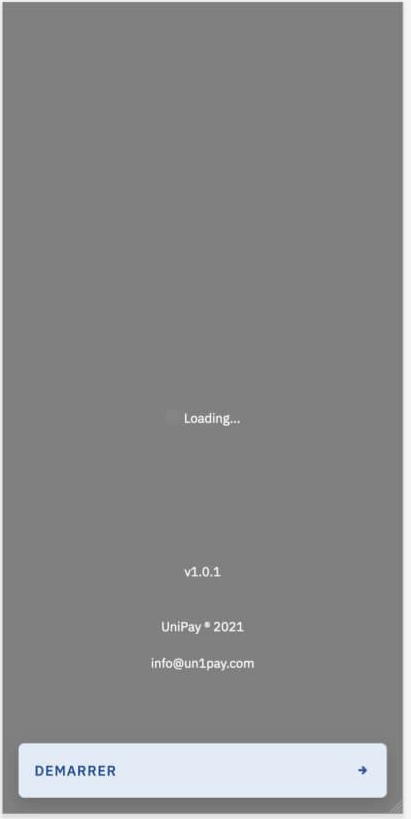 Loading...
v1.0.1
UniPay ® 2021
info@un1pay.com
DEMARRER